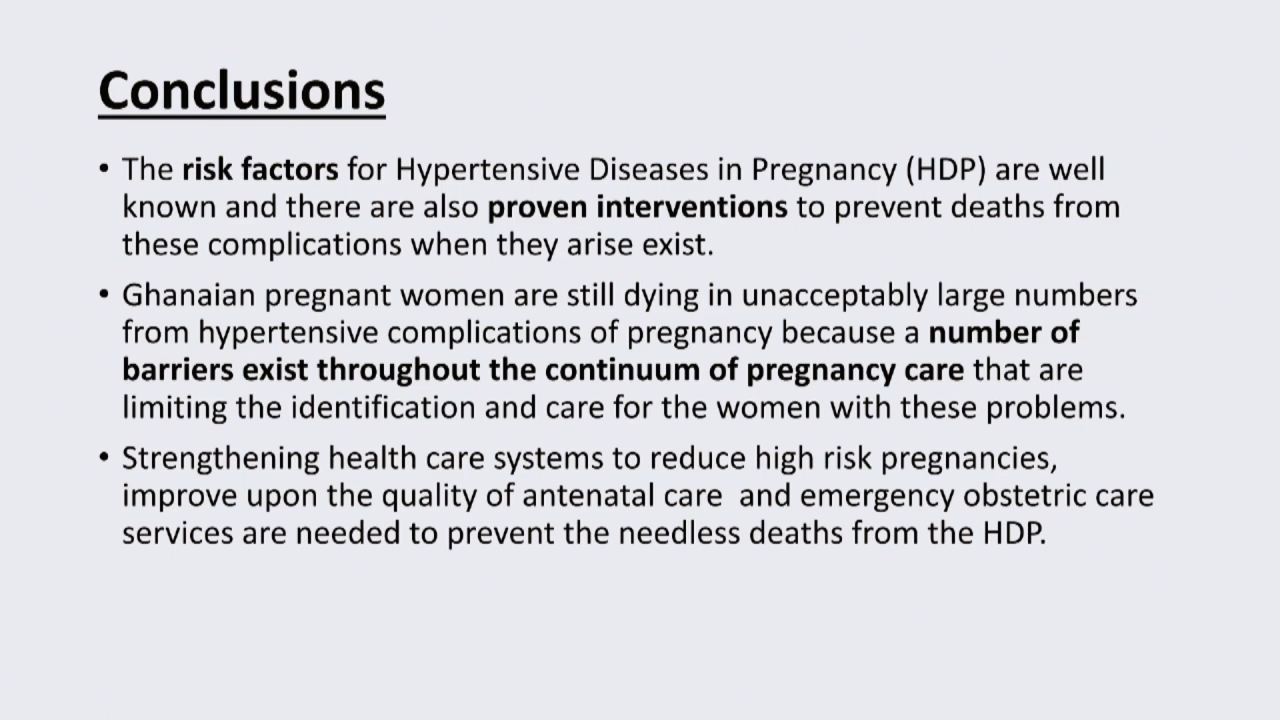 Conclusions
• The risk factors for Hypertensive Diseases in Pregnancy (HDP) are well
known and there are also proven interventions to prevent deaths from
these complications when they arise exist.
• Ghanaian pregnant women are still dying in unacceptably large numbers
from hypertensive complications of pregnancy because a number of
barriers exist throughout the continuum of pregnancy care that are
limiting the identification and care for the women with these problems.
• Strengthening health care systems to reduce high risk pregnancies,
improve upon the quality of antenatal care  and emergency obstetric care
services are needed to prevent the needless deaths from the HDP.